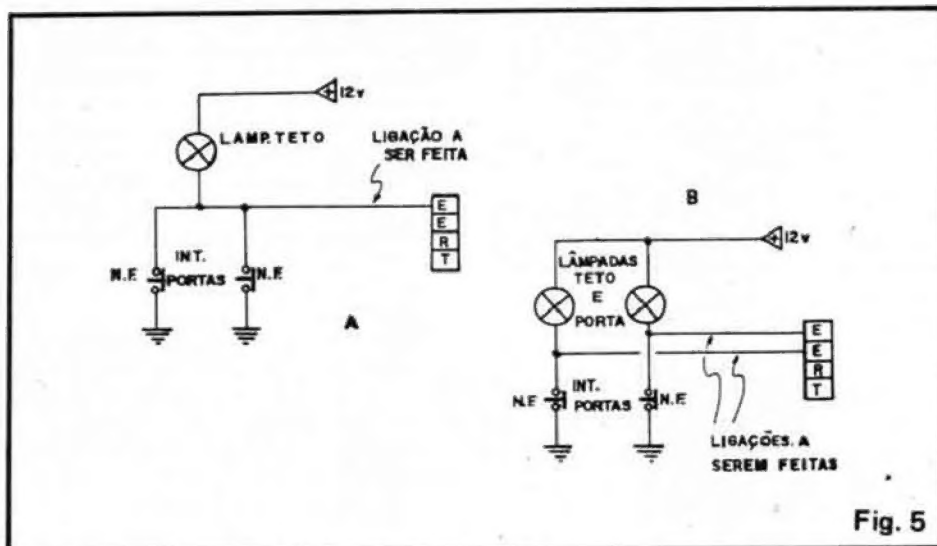 + 12v
LAMP. TETO
LIGAÇÃO A
SER FEITA
E
E
R
T
N.F.
INT.
PORTAS
N.F.
A
B
+ 12v
LÂMPADAS
TETO
E
PORTA
E
E
R
T
N.F.
INT.
PORTAS
N.F.
LIGAÇÕES. A
SEREM FEITAS
Fig. 5